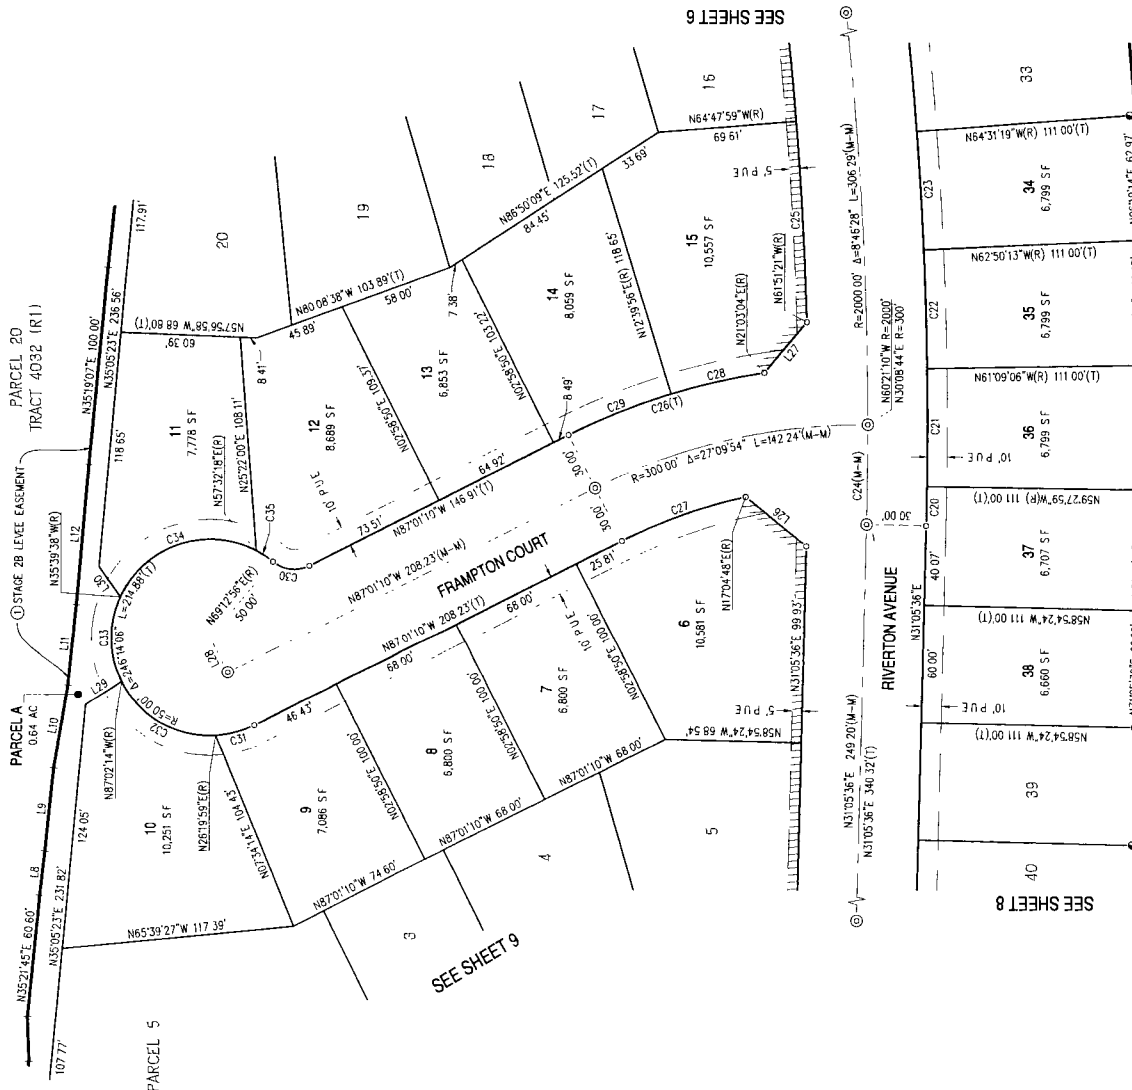 SEE SHEET 6
PARCEL 20
TRACT 4032 (R1)
① STAGE 2B LEVEE EASEMENT
N35°19'07"E 100.00'
N35°05'23"E 236.56'
117.91'
118.65'
L12
L11
L10
L9
L8
N35°21'45"E 60.60'
N35°05'23"E 231.82'
124.05'
107.77'
PARCEL A
0.64 AC
L29
L30
N35°39'38"W(R)
N87°02'14"W(R)
C33
C34
C32
L=214.88'(T)
Δ=246°14'06"
R=50.00'
N57°32'18"E(R)
N69°12'56"E(R)
50.00'
L28
C35
C30
C31
N26°19'59"E(R)
20
N57°56'58"W 68.80'(T)
60.39'
8.41'
11
7,778 SF
N25°22'00"E 108.11'
19
18
17
16
N80°08'38"W 103.89'(T)
45.89'
58.00'
7.38'
N86°50'09"E 125.52'(T)
84.45'
33.69'
N64°47'59"W(R)
69.61'
12
8,689 SF
10' PUE
N02°58'50"E 109.37'
13
6,853 SF
N02°58'50"E 103.22'
14
8,059 SF
N12°39'56"E(R) 118.65'
15
10,557 SF
5' PUE
C25
N61°51'21"W(R)
N21°03'04"E(R)
L27
C28
C29
C26(T)
8.49'
64.92'
73.51'
N87°01'10"W 146.91'(T)
30.00'
30.00'
N87°01'10"W 208.23'(M-M)
R=300.00' Δ=27°09'54" L=142.24'(M-M)
FRAMPTON COURT
N87°01'10"W 208.23'(T)
46.43'
68.00'
68.00'
25.81'
10' PUE
C27
N17°04'48"E(R)
L26
10
10,251 SF
N07°34'14"E 104.43'
N65°39'27"W 117.39'
9
7,086 SF
N02°58'50"E 100.00'
8
6,800 SF
N02°58'50"E 100.00'
7
6,800 SF
N02°58'50"E 100.00'
6
10,581 SF
N87°01'10"W 74.60'
N87°01'10"W 68.00'
N87°01'10"W 68.00'
N58°54'24"W 68.54'
N31°05'36"E 99.93'
5' PUE
3
4
5
SEE SHEET 9
PARCEL 5
R=2000.00' Δ=8°46'28" L=306.29'(M-M)
N60°21'10"W R=2000'
N30°08'44"E R=300'
C24(M-M)
30.00'
RIVERTON AVENUE
N31°05'36"E 249.20'(M-M)
N31°05'36"E 340.32'(T)
N31°05'36"E
60.00'
40.07'
C20
C21
C22
C23
10' PUE
10' PUE
33
N64°31'19"W(R) 111.00'(T)
34
6,799 SF
N62°50'13"W(R) 111.00'(T)
35
6,799 SF
N61°09'06"W(R) 111.00'(T)
36
6,799 SF
N59°27'59"W(R) 111.00'(T)
37
6,707 SF
N58°54'24"W 111.00'(T)
38
6,660 SF
N58°54'24"W 111.00'(T)
39
40
SEE SHEET 8